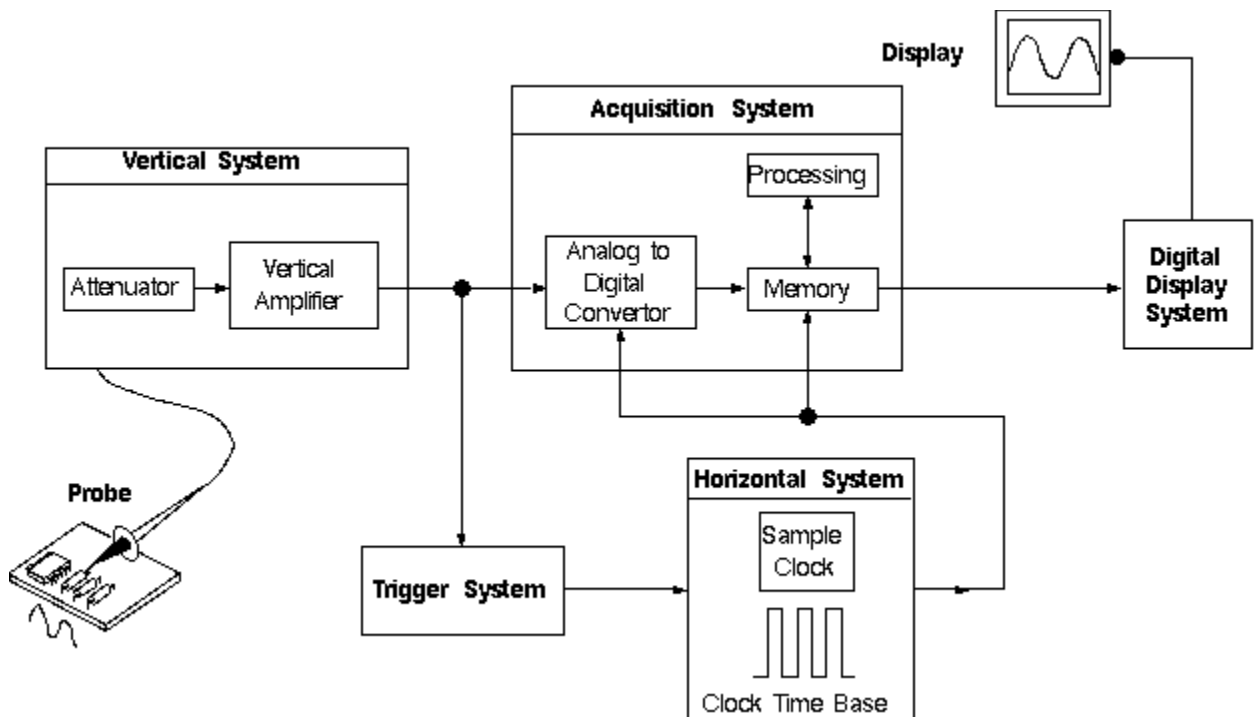 Display
Acquisition System
Vertical System
Processing
Analog to
Digital
Convertor
Vertical
Amplifier
Attenuator
Memory
Digital
Display
System
Probe
Horizontal System
Sample
Clock
Trigger System
Clock Time Base